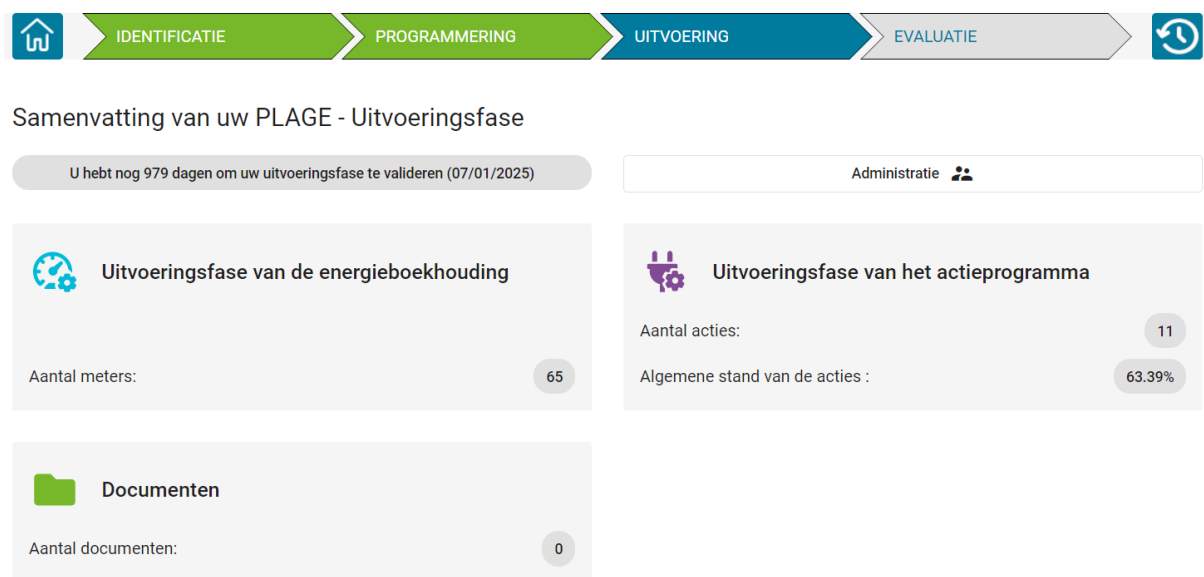 IDENTIFICATIE
PROGRAMMERING
UITVOERING
EVALUATIE
Samenvatting van uw PLAGE - Uitvoeringsfase
U hebt nog 979 dagen om uw uitvoeringsfase te valideren (07/01/2025)
Administratie
Uitvoeringsfase van de energieboekhouding
Aantal meters:
65
Uitvoeringsfase van het actieprogramma
Aantal acties:
11
Algemene stand van de acties :
63.39%
Documenten
Aantal documenten:
0